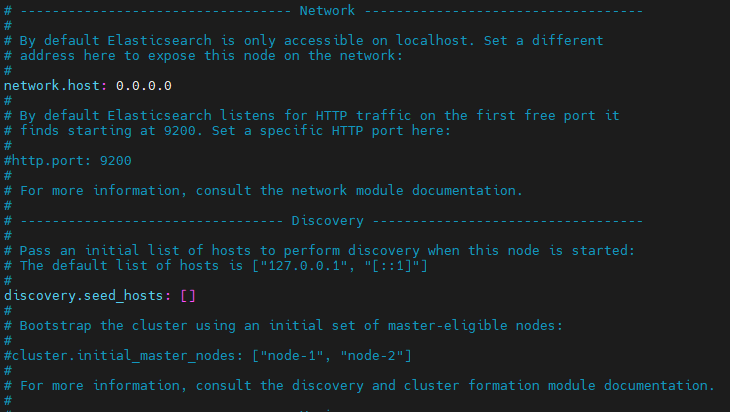 # ---------------------------------- Network -----------------------------------
#
# By default Elasticsearch is only accessible on localhost. Set a different
# address here to expose this node on the network:
#
network.host: 0.0.0.0
#
# By default Elasticsearch listens for HTTP traffic on the first free port it
# finds starting at 9200. Set a specific HTTP port here:
#
#http.port: 9200
#
# For more information, consult the network module documentation.
#
# --------------------------------- Discovery ----------------------------------
#
# Pass an initial list of hosts to perform discovery when this node is started:
# The default list of hosts is ["127.0.0.1", "[::1]"]
#
discovery.seed_hosts: []
#
# Bootstrap the cluster using an initial set of master-eligible nodes:
#
#cluster.initial_master_nodes: ["node-1", "node-2"]
#
# For more information, consult the discovery and cluster formation module documentation.
#